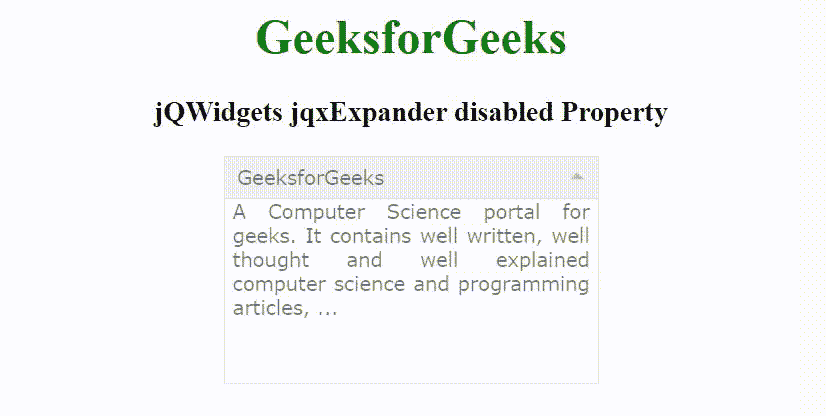 GeeksforGeeks
jQWidgets jqxExpander disabled Property
GeeksforGeeks
A Computer Science portal for
geeks. It contains well written, well
thought and well explained
computer science and programming
articles, ...